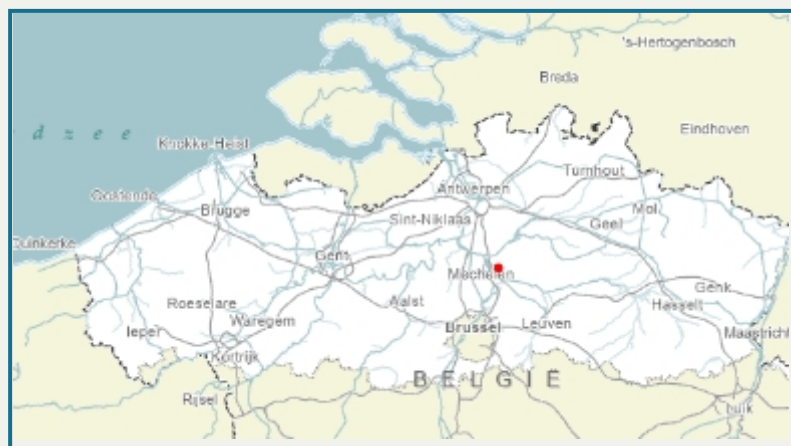 's-Hertogenbosch
Breda
d z e e
Eindhoven
Knokke-Heist
Turnhout
Antwerpen
Oostende
Mol
Brugge
Sint-Niklaas
Geel
Duinkerke
Gent
Mechelen
Genk
Roeselare
Aalst
Hasselt
Ieper
Waregem
Brussel
Leuven
Maastricht
Kortrijk
BELGIË
Rijsel
Luik